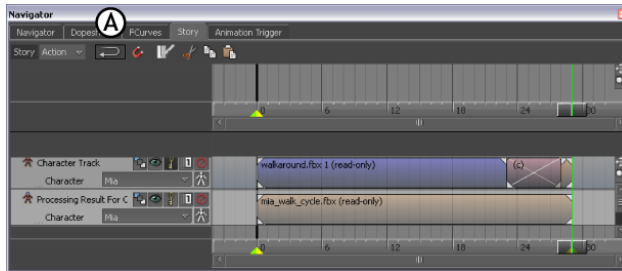 Navigator
Navigator Dopesh A FCurves Story Animation Trigger
Story Action
0 6 12 18 24 30
Character Track 1 walkaround.fbx 1 (read-only) (c)
Character Mia
Processing Result For C 1 mia_walk_cycle.fbx (read-only)
Character Mia
0 6 12 18 24 30